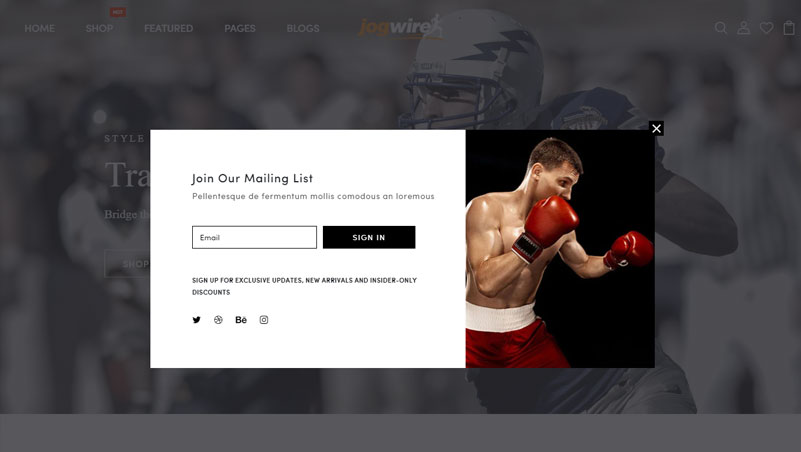 HOT
HOME SHOP FEATURED PAGES BLOGS
joqwire
STYLE
Tra
Bridge th
SHOP
Join Our Mailing List
Pellentesque de fermentum mollis comodous an loremous
Email
SIGN IN
SIGN UP FOR EXCLUSIVE UPDATES, NEW ARRIVALS AND INSIDER-ONLY
DISCOUNTS
Bē